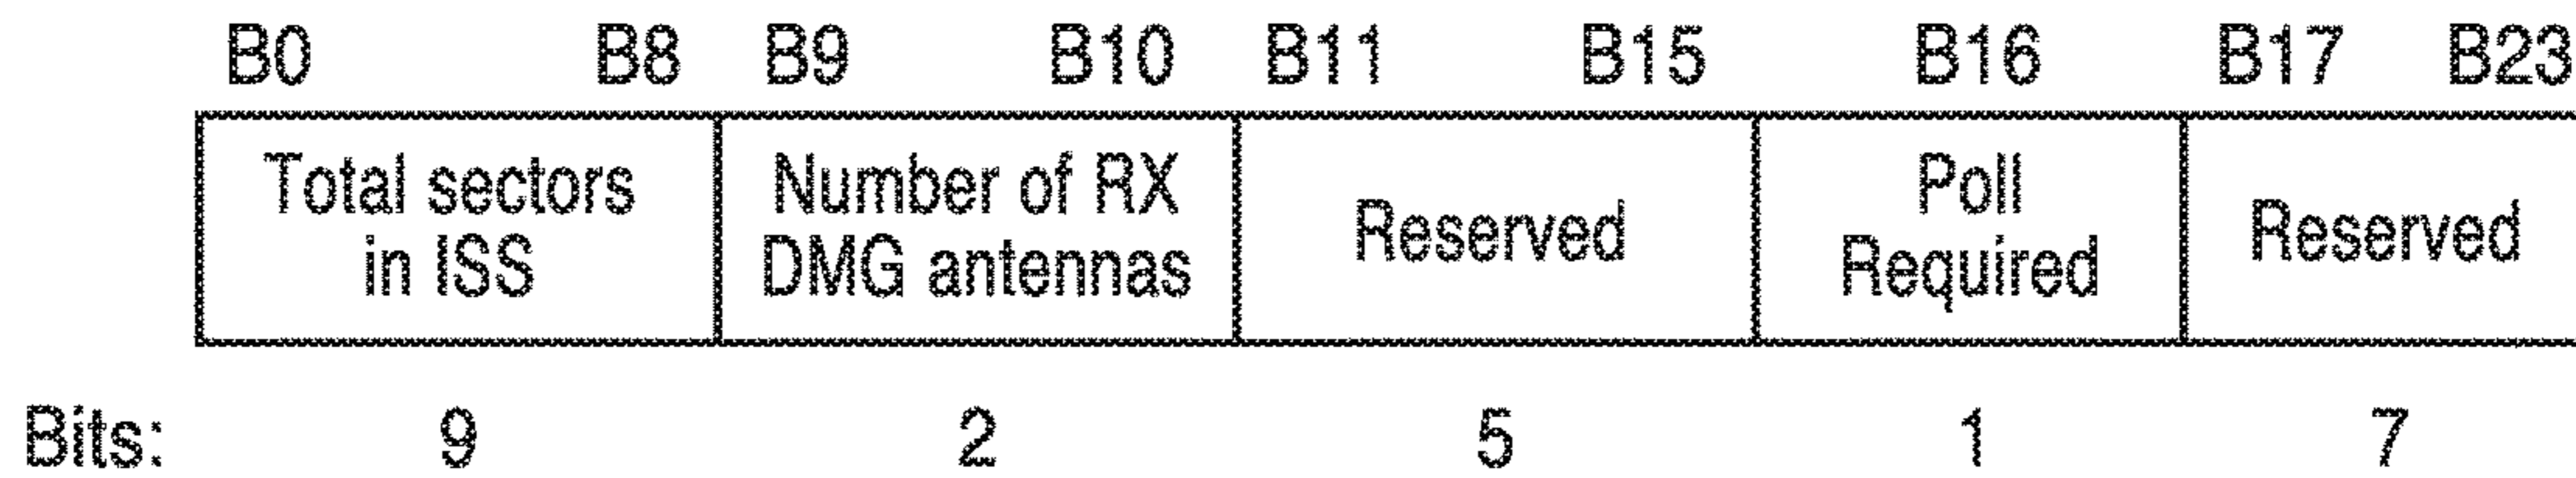 B0 B8 B9 B10 B11 B15 B16 B17 B23
Total sectors
in ISS
Number of RX
DMG antennas
Reserved
Poll
Required
Reserved
Bits: 9 2 5 1 7